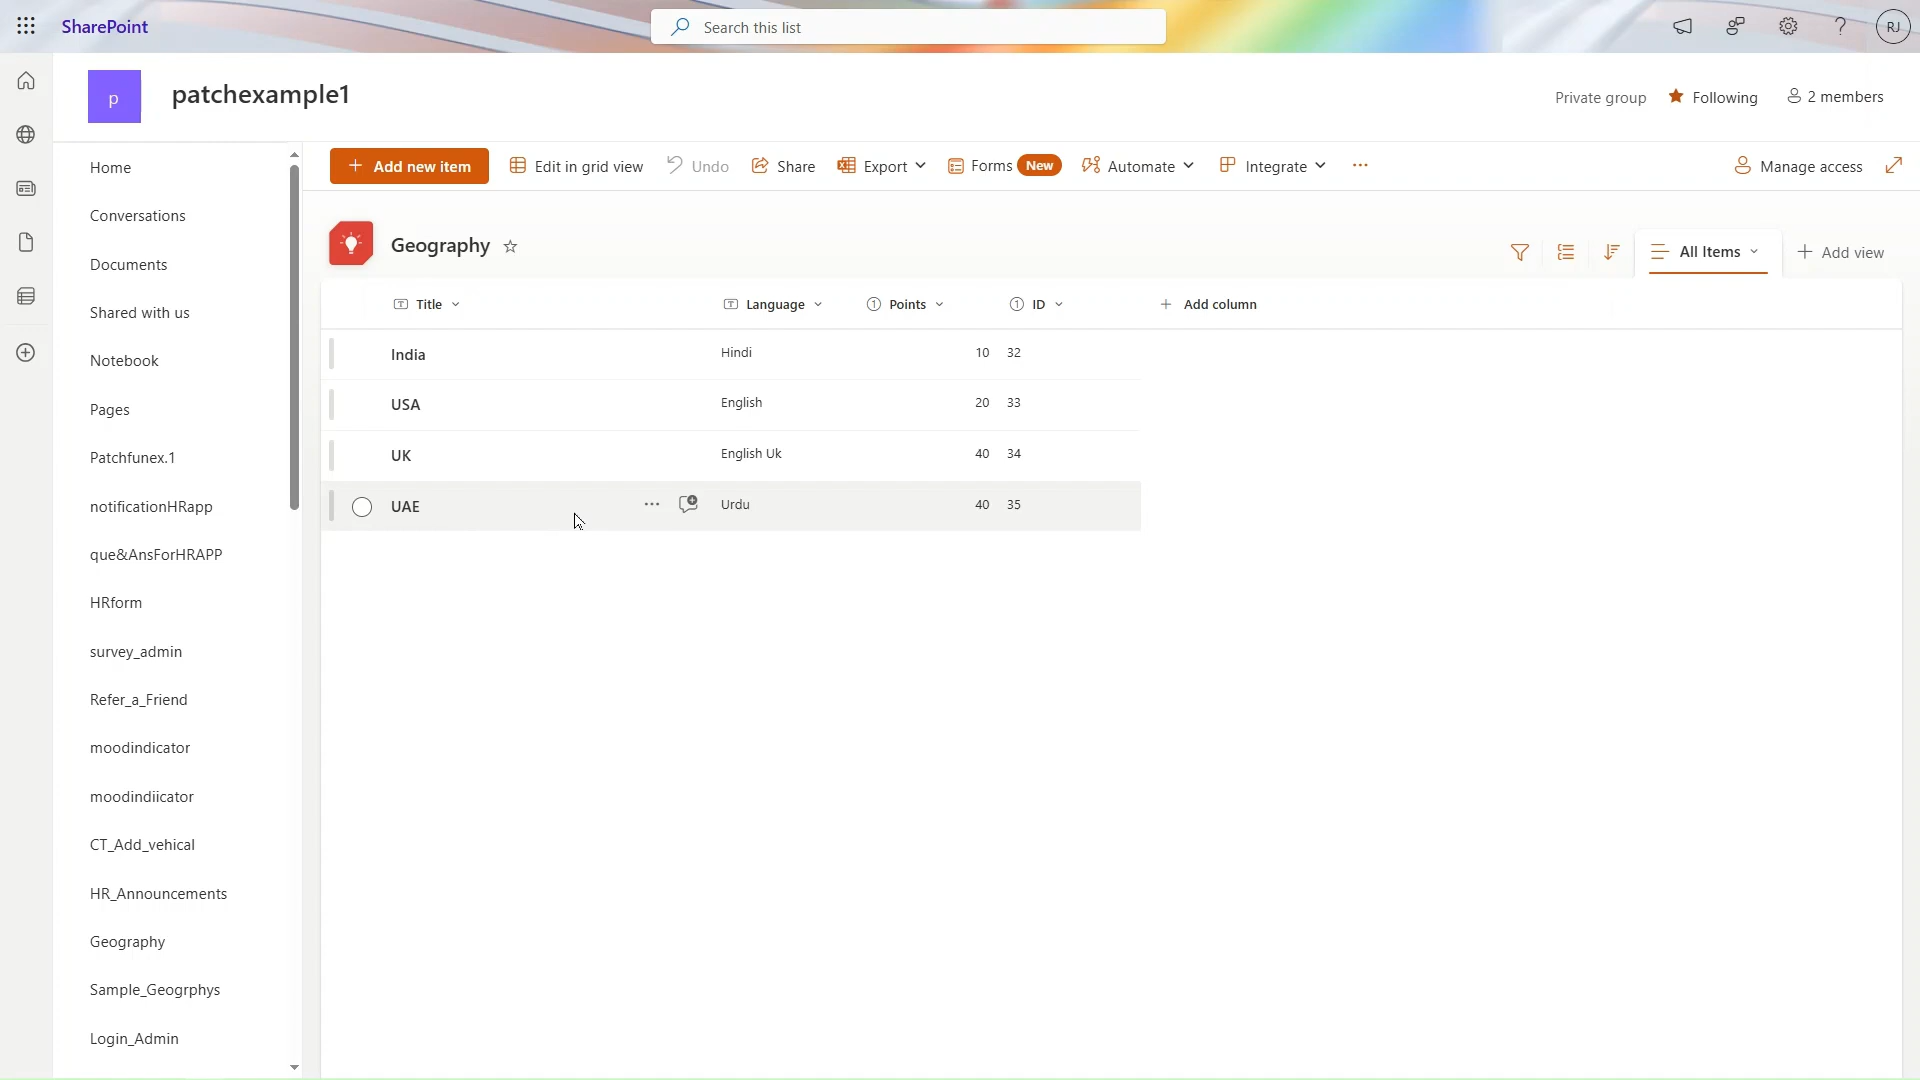 SharePoint
Search this list
RJ
p
patchexample1
Private group
Following
2 members
Home
Conversations
Documents
Shared with us
Notebook
Pages
Patchfunex.1
notificationHRapp
que&AnsForHRAPP
HRform
survey_admin
Refer_a_Friend
moodindicator
moodindiicator
CT_Add_vehical
HR_Announcements
Geography
Sample_Geogrphys
Login_Admin
+ Add new item
Edit in grid view
Undo
Share
Export
Forms New
Automate
Integrate
...
Manage access
Geography
All Items
+ Add view
Title Language Points ID + Add column
India Hindi 10 32
USA English 20 33
UK English Uk 40 34
UAE ... Urdu 40 35